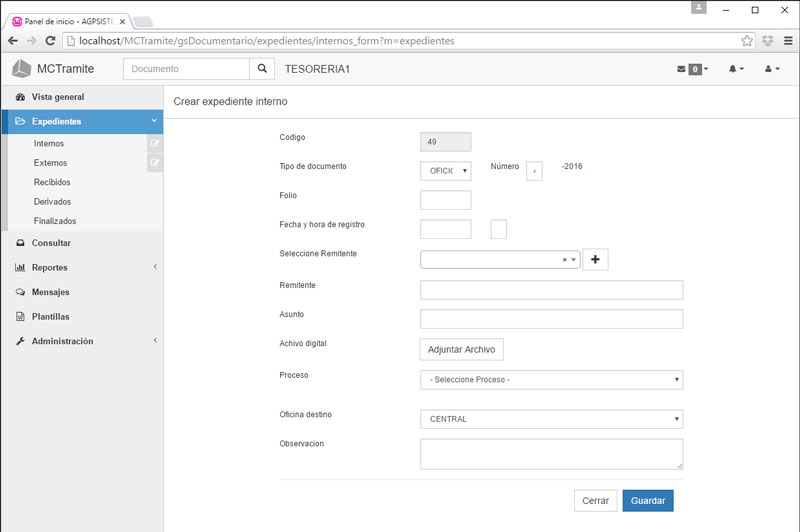 Panel de inicio - AGPSISTE
localhost/MCTramite/gsDocumentario/expedientes/internos_form?m=expedientes
MCTramite
Documento
TESORERIA1
0
Vista general
Expedientes
Internos
Externos
Recibidos
Derivados
Finalizados
Consultar
Reportes
Mensajes
Plantillas
Administración
Crear expediente interno
Codigo
49
Tipo de documento
OFICIO
Número
-2016
Folio
Fecha y hora de registro
Seleccione Remitente
Remitente
Asunto
Achivo digital
Adjuntar Archivo
Proceso
- Seleccione Proceso -
Oficina destino
CENTRAL
Observacion
Cerrar
Guardar